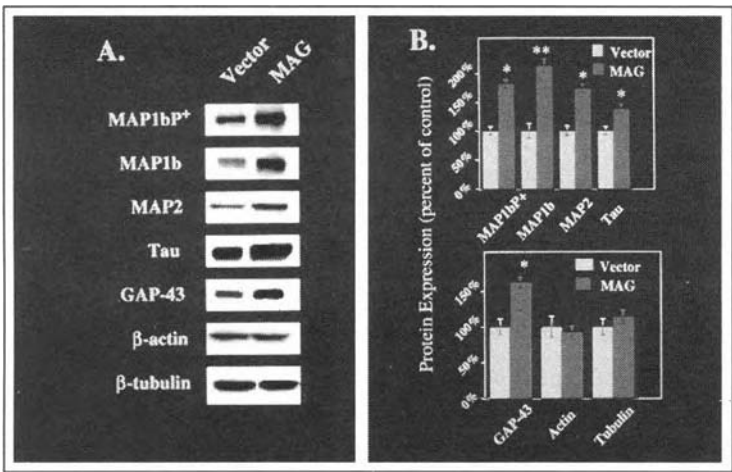 A.
Vector MAG
MAP1bP+
MAP1b
MAP2
Tau
GAP-43
β-actin
β-tubulin
B.
Protein Expression (percent of control)
Vector
MAG
200%
150%
100%
50%
0%
* ** * *
MAP1bP+ MAP1b MAP2 Tau
Vector
MAG
150%
100%
50%
0%
*
GAP-43 Actin Tubulin